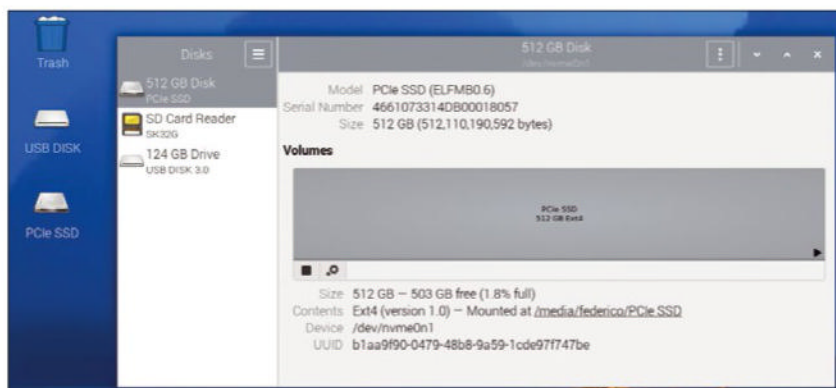 Trash
USB DISK
PCIe SSD
Disks
512 GB Disk
PCIe SSD
SD Card Reader
SK32G
124 GB Drive
USB DISK 3.0
512 GB Disk
/dev/nvme0n1
Model PCIe SSD (ELFMB0.6)
Serial Number 4661073314DB00018057
Size 512 GB (512,110,190,592 bytes)
Volumes
PCIe SSD
512 GB Ext4
Size 512 GB — 503 GB free (1.8% full)
Contents Ext4 (version 1.0) — Mounted at /media/federico/PCIe SSD
Device /dev/nvme0n1
UUID b1aa9f90-0479-48b8-9a59-1cde97f747be